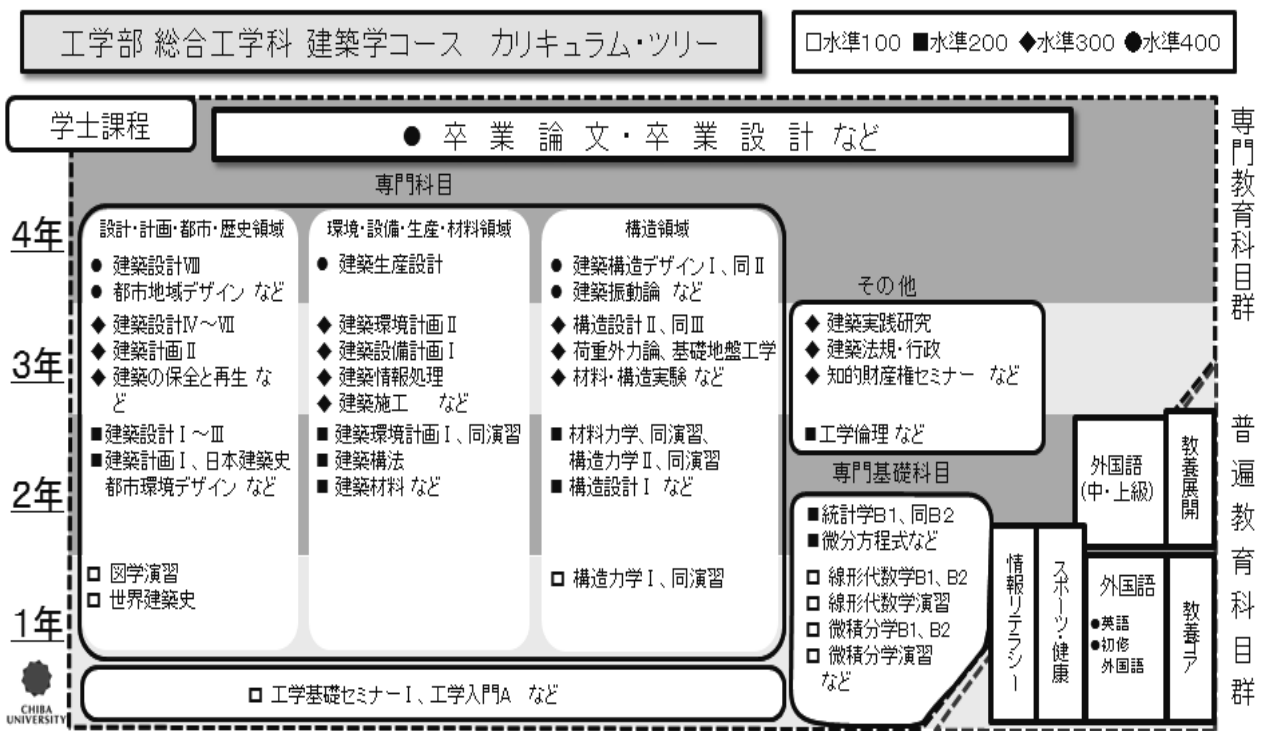 工学部 総合工学科 建築学コース カリキュラム・ツリー
□水準100 ■水準200 ◆水準300 ●水準400
学士課程
● 卒 業 論 文・卒 業 設 計 など
専門科目
4年
3年
2年
1年
設計・計画・都市・歴史領域
● 建築設計Ⅷ
● 都市地域デザイン など
◆ 建築設計Ⅳ～Ⅶ
◆ 建築計画Ⅱ
◆ 建築の保全と再生 な
ど
■建築設計Ⅰ～Ⅲ
■建築計画Ⅰ、日本建築史
都市環境デザイン など
□ 図学演習
□ 世界建築史
環境・設備・生産・材料領域
● 建築生産設計
◆ 建築環境計画Ⅱ
◆ 建築設備計画Ⅰ
◆ 建築情報処理
◆ 建築施工 など
■ 建築環境計画Ⅰ、同演習
■ 建築構法
■ 建築材料 など
構造領域
● 建築構造デザインⅠ、同Ⅱ
● 建築振動論 など
◆ 構造設計Ⅱ、同Ⅲ
◆ 荷重外力論、基礎地盤工学
◆ 材料・構造実験 など
■ 材料力学、同演習、
構造力学Ⅱ、同演習
■ 構造設計Ⅰ など
□ 構造力学Ⅰ、同演習
□ 工学基礎セミナーⅠ、工学入門A など
その他
◆ 建築実践研究
◆ 建築法規・行政
◆ 知的財産権セミナー など
■工学倫理 など
専門基礎科目
■統計学B1、同B2
■微分方程式など
□ 線形代数学B1、B2
□ 線形代数学演習
□ 微積分学B1、B2
□ 微積分学演習
など
情報リテラシー
スポーツ・健康
外国語
(中・上級)
教養展開
外国語
●英語
●初修
外国語
教養コア
専門教育科目群
普遍教育科目群
CHIBA
UNIVERSITY